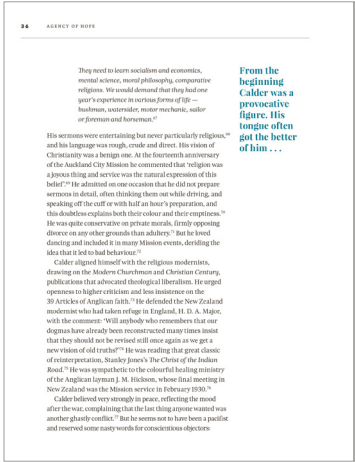 36 AGENCY OF HOPE
They need to learn socialism and economics,
mental science, moral philosophy, comparative
religions. We would demand that they had one
year's experience in various forms of life —
bushman, watersider, motor mechanic, sailor
or foreman and horseman.67
From the
beginning
Calder was a
provocative
figure. His
tongue often
got the better
of him . . .
His sermons were entertaining but never particularly religious,68
and his language was rough, crude and direct. His vision of
Christianity was a benign one. At the fourteenth anniversary
of the Auckland City Mission he commented that 'religion was
a joyous thing and service was the natural expression of this
belief'.69 He admitted on one occasion that he did not prepare
sermons in detail, often thinking them out while driving, and
speaking off the cuff or with half an hour's preparation, and
this doubtless explains both their colour and their emptiness.70
He was quite conservative on private morals, firmly opposing
divorce on any other grounds than adultery.71 But he loved
dancing and included it in many Mission events, deriding the
idea that it led to bad behaviour.72
Calder aligned himself with the religious modernists,
drawing on the Modern Churchman and Christian Century,
publications that advocated theological liberalism. He urged
openness to higher criticism and less insistence on the
39 Articles of Anglican faith.73 He defended the New Zealand
modernist who had taken refuge in England, H. D. A. Major,
with the comment: 'Will anybody who remembers that our
dogmas have already been reconstructed many times insist
that they should not be revised still once again as we get a
new vision of old truths?'74 He was reading that great classic
of reinterpretation, Stanley Jones's The Christ of the Indian
Road.75 He was sympathetic to the colourful healing ministry
of the Anglican layman J. M. Hickson, whose final meeting in
New Zealand was the Mission service in February 1930.76
Calder believed very strongly in peace, reflecting the mood
after the war, complaining that the last thing anyone wanted was
another ghastly conflict.77 But he seems not to have been a pacifist
and reserved some nasty words for conscientious objectors: